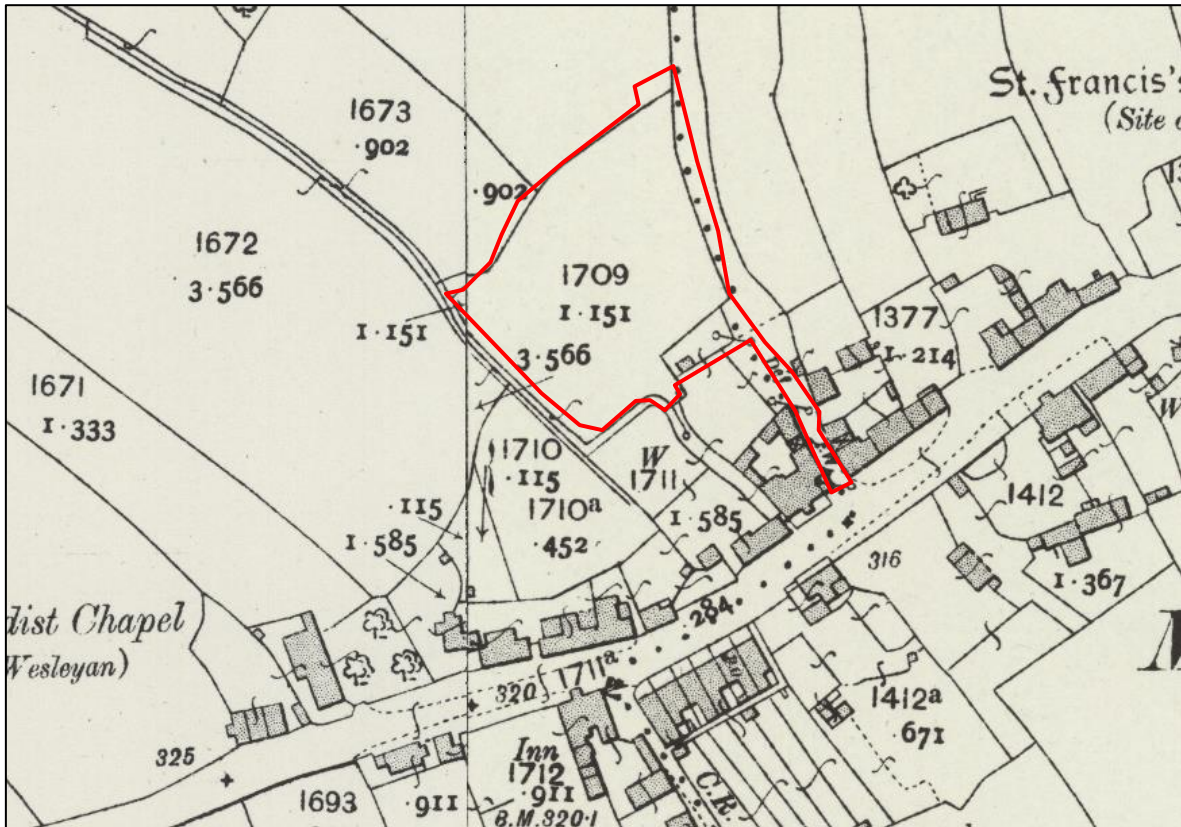 St. Francis's
(Site
1673
.902
.902
1672
3.566
1709
1.151
1.151
3.566
1377
1.214
Def.
1671
1.333
1710
.115
W
1711
1710a
.452
.115
1.585
1.585
1412
1.367
316
W
284
dist Chapel
Wesleyan)
1711a
320
1412a
.671
325
Inn
1712
.911
B.M.320.1
1693
.911
C.R.